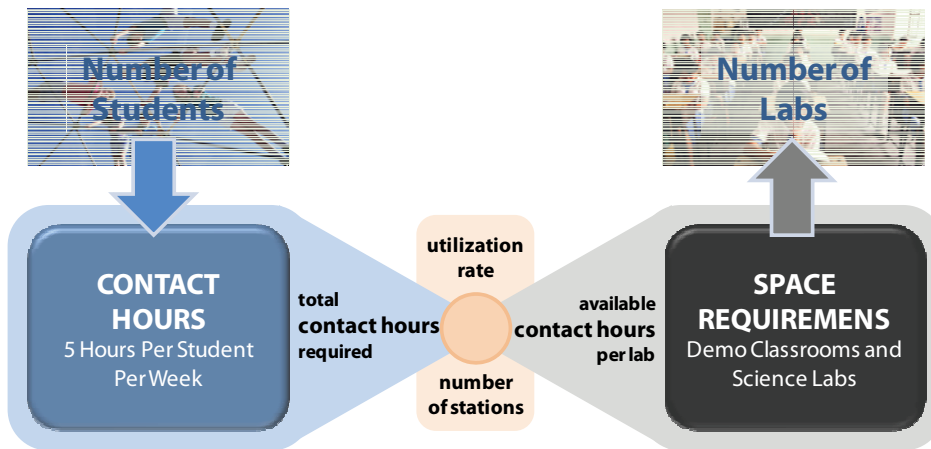 Number of
Students
Number of
Labs
CONTACT
HOURS
5 Hours Per Student
Per Week
total
contact hours
required
utilization
rate
number
of stations
available
contact hours
per lab
SPACE
REQUIREMENS
Demo Classrooms and
Science Labs